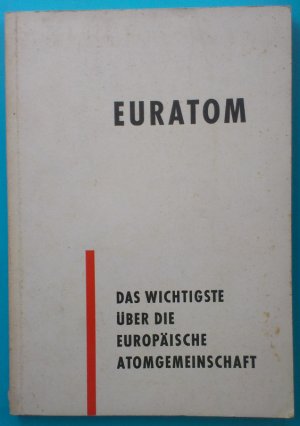 EURATOM
DAS WICHTIGSTE
ÜBER DIE
EUROPÄISCHE
ATOMGEMEINSCHAFT